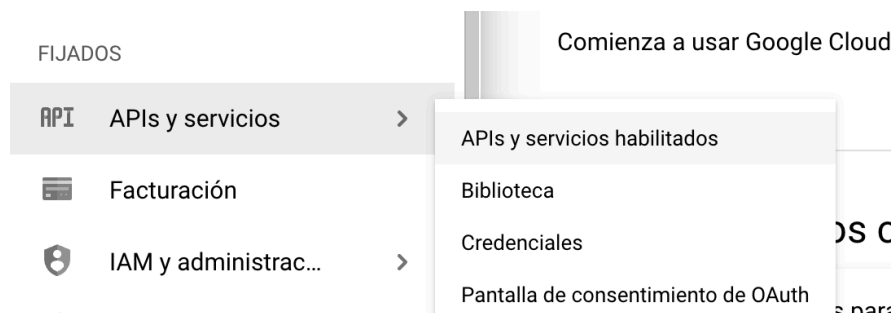 FIJADOS
API APIs y servicios
Facturación
IAM y administrac...
Comienza a usar Google Cloud
APIs y servicios habilitados
Biblioteca
Credenciales
Pantalla de consentimiento de OAuth